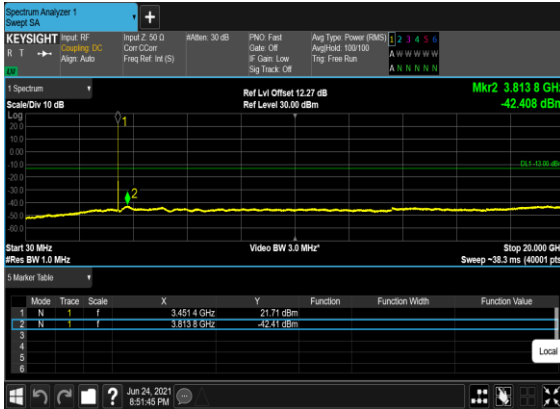 Spectrum Analyzer 1
Swept SA
+
KEYSIGHT Input: RF Input Z: 50 Ω #Atten: 30 dB PNO: Fast Avg Type: Power (RMS) 1 2 3 4 5 6
R T Coupling: DC Corr CCorr Gate: Off Avg|Hold: 100/100 A W W W W W
Align: Auto Freq Ref: Int (S) IF Gain: Low Trig: Free Run
Sig Track: Off A N N N N N
1 Spectrum Ref Lvl Offset 12.27 dB Mkr2 3.813 8 GHz
Scale/Div 10 dB Ref Level 30.00 dBm -42.408 dBm
Log
20.0
10.0
0.00
-10.0
-20.0
-30.0
-40.0
-50.0
-60.0
1
2
DL1 -13.00 dBm
Start 30 MHz Video BW 3.0 MHz* Stop 20.000 GH
#Res BW 1.0 MHz Sweep ~38.3 ms (40001 pts
5 Marker Table
Mode Trace Scale X Y Function Function Width Function Value
1 N 1 f 3.451 4 GHz 21.71 dBm
2 N 1 f 3.813 8 GHz -42.41 dBm
3
4
5
6
Local
? Jun 24, 2021
8:51:45 PM